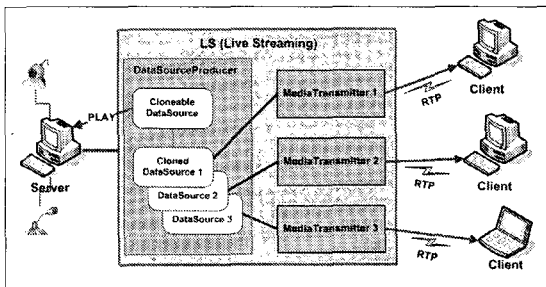 LS (Live Streaming)
DataSourceProducer
Cloneable
DataSource
PLAY
Server
Cloned
DataSource 1
DataSource 2
DataSource 3
MediaTransmitter 1
MediaTransmitter 2
MediaTransmitter 3
RTP
Client
RTP
Client
RTP
Client